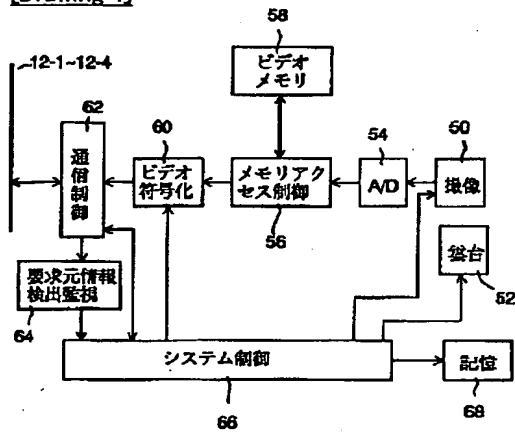 [Drawing 4]
58
ビデオ
メモリ
12-1~12-4
62
通信制御
60
ビデオ
符号化
メモリアク
セス制御
56
54
A/D
50
撮像
雲台
52
要求元情報
検出監視
64
システム制御
66
記位
68